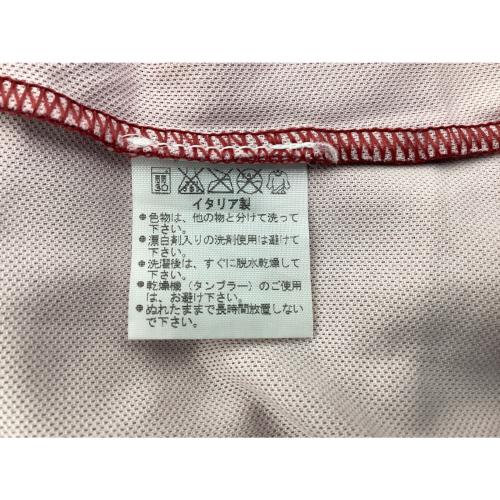 30
イタリア製
●色物は、他の物と分けて洗って
下さい。
●漂白剤入りの洗剤使用は避けて
下さい。
●洗濯後は、すぐに脱水乾燥して
下さい。
●乾燥機（タンブラー）のご使用
は、お避け下さい。
●ぬれたままで長時間放置しない
で下さい。